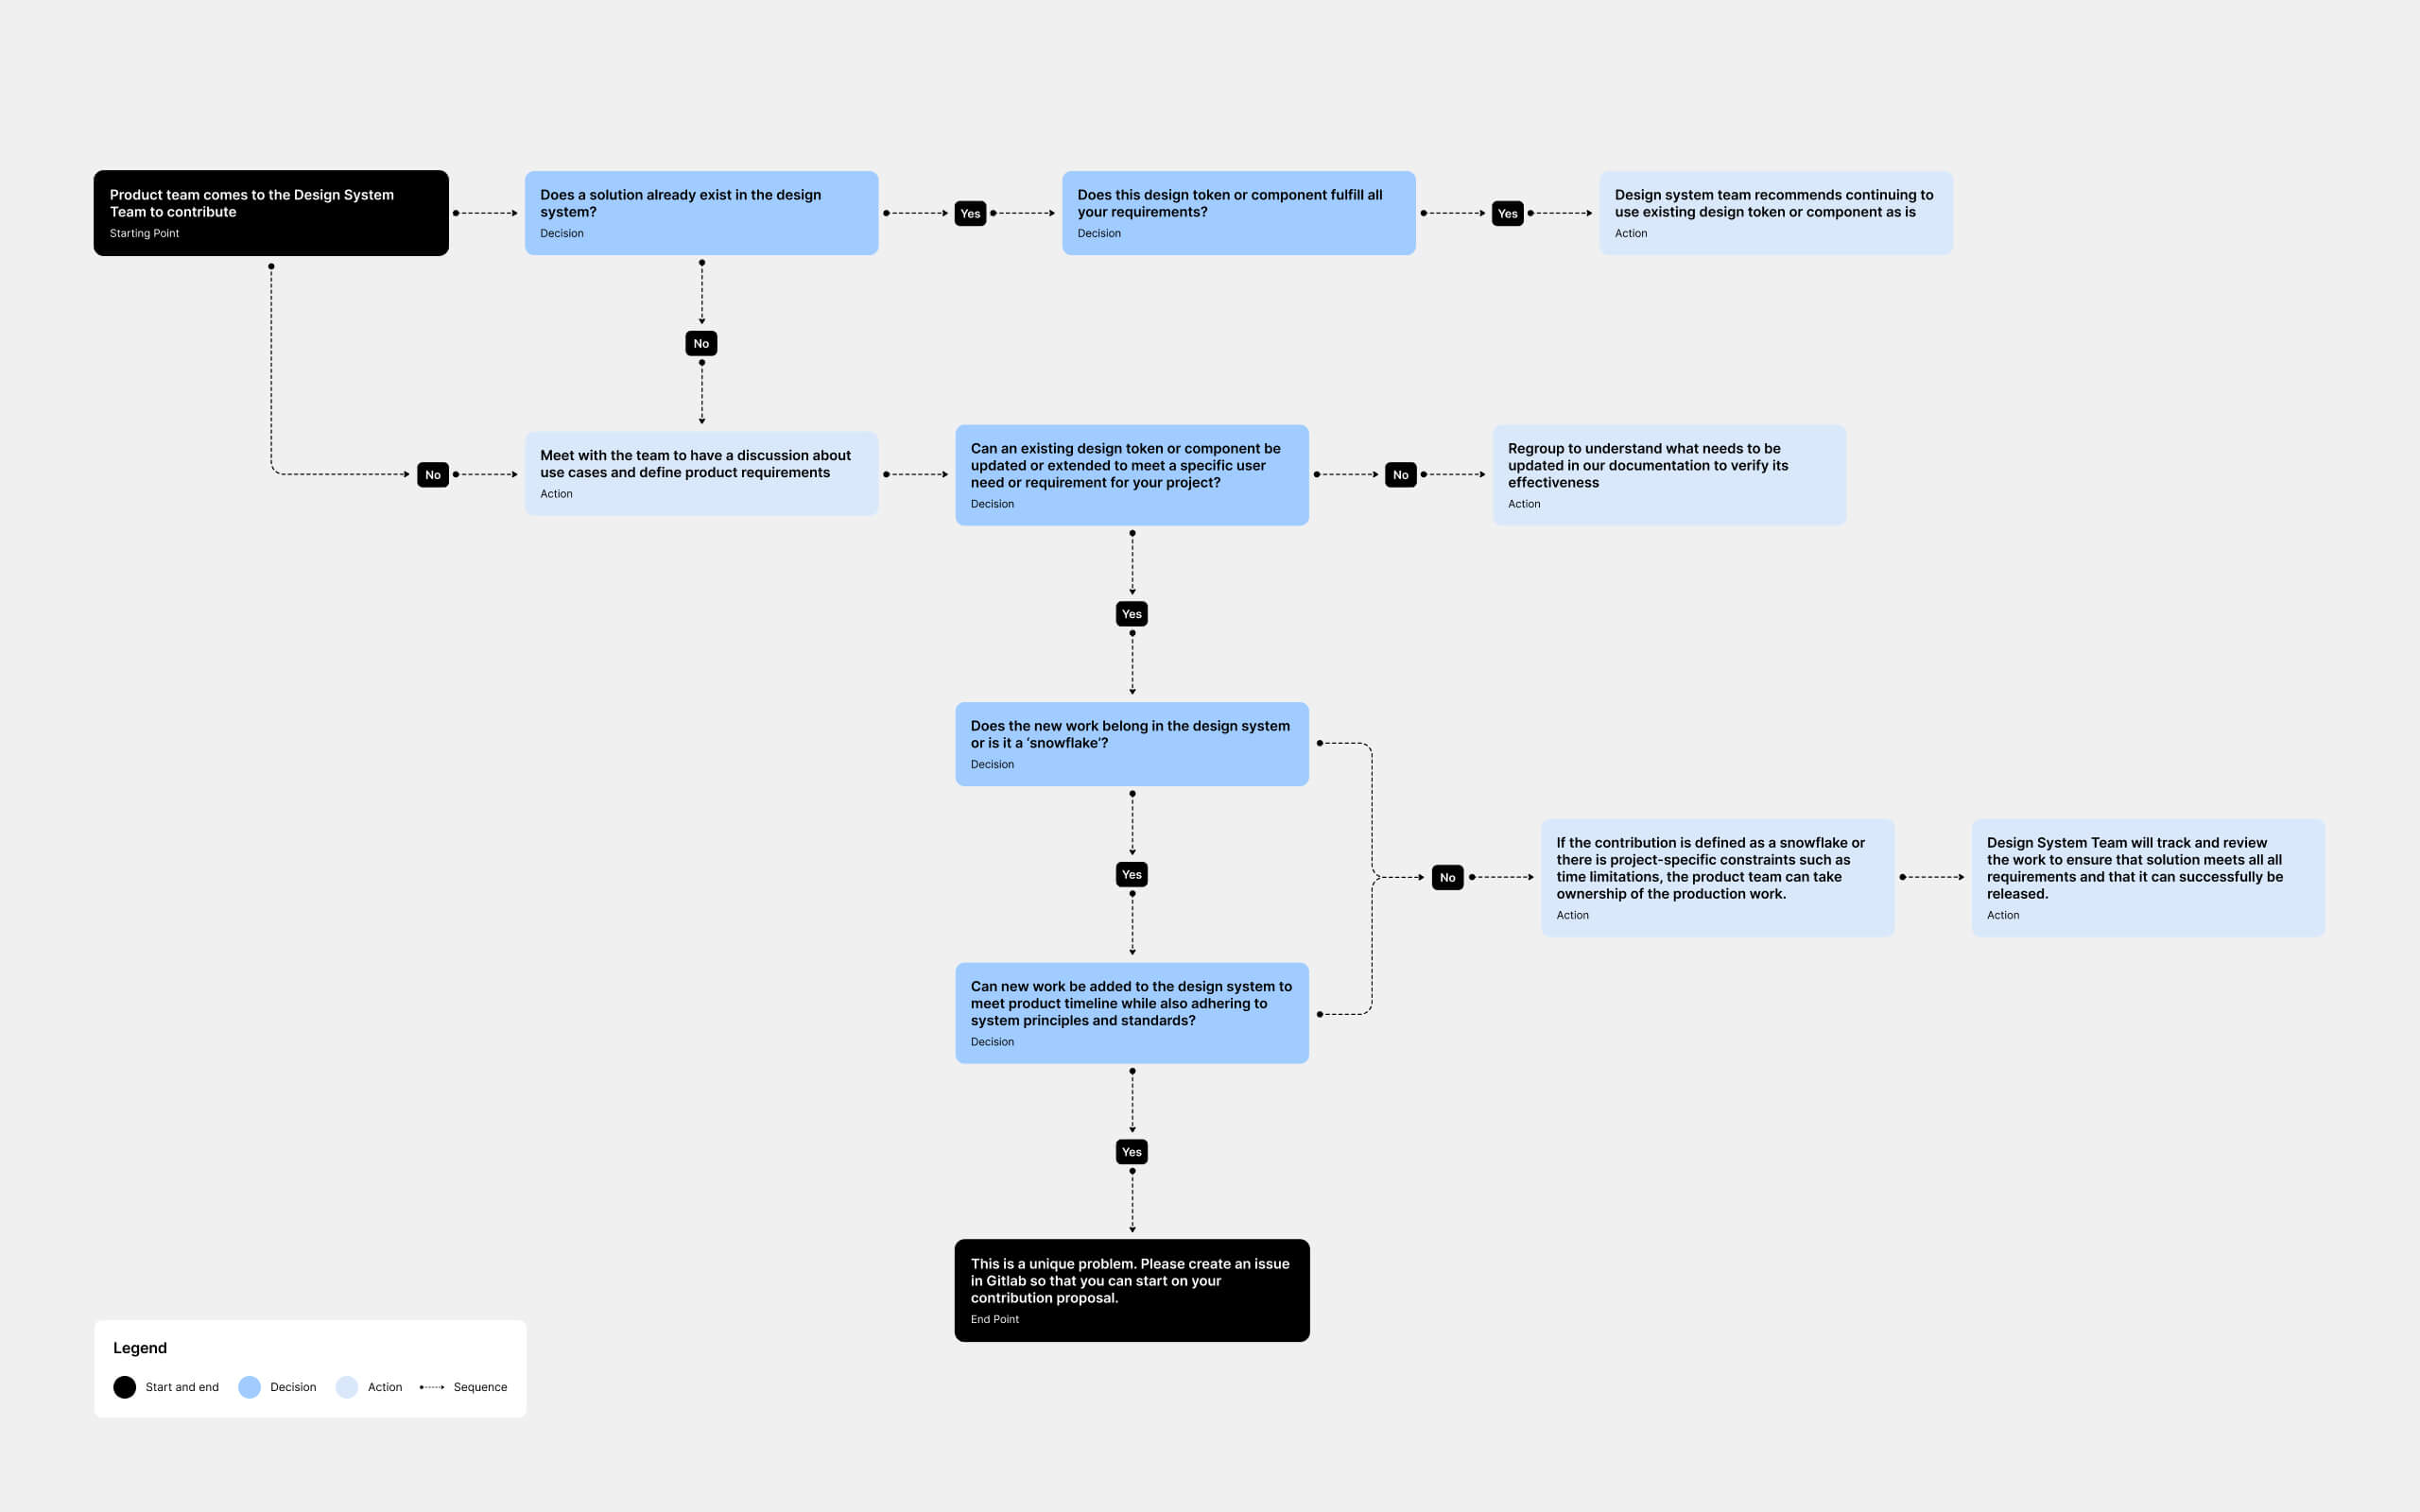 Product team comes to the Design System
Team to contribute
Starting Point
Does a solution already exist in the design
system?
Decision
Yes
Does this design token or component fulfill all
your requirements?
Decision
Yes
Design system team recommends continuing to
use existing design token or component as is
Action
No
No
Meet with the team to have a discussion about
use cases and define product requirements
Action
Can an existing design token or component be
updated or extended to meet a specific user
need or requirement for your project?
Decision
No
Regroup to understand what needs to be
updated in our documentation to verify its
effectiveness
Action
Yes
Does the new work belong in the design system
or is it a ‘snowflake’?
Decision
Yes
No
If the contribution is defined as a snowflake or
there is project-specific constraints such as
time limitations, the product team can take
ownership of the production work.
Action
Design System Team will track and review
the work to ensure that solution meets all all
requirements and that it can successfully be
released.
Action
Can new work be added to the design system to
meet product timeline while also adhering to
system principles and standards?
Decision
Yes
This is a unique problem. Please create an issue
in Gitlab so that you can start on your
contribution proposal.
End Point
Legend
Start and end
Decision
Action
Sequence